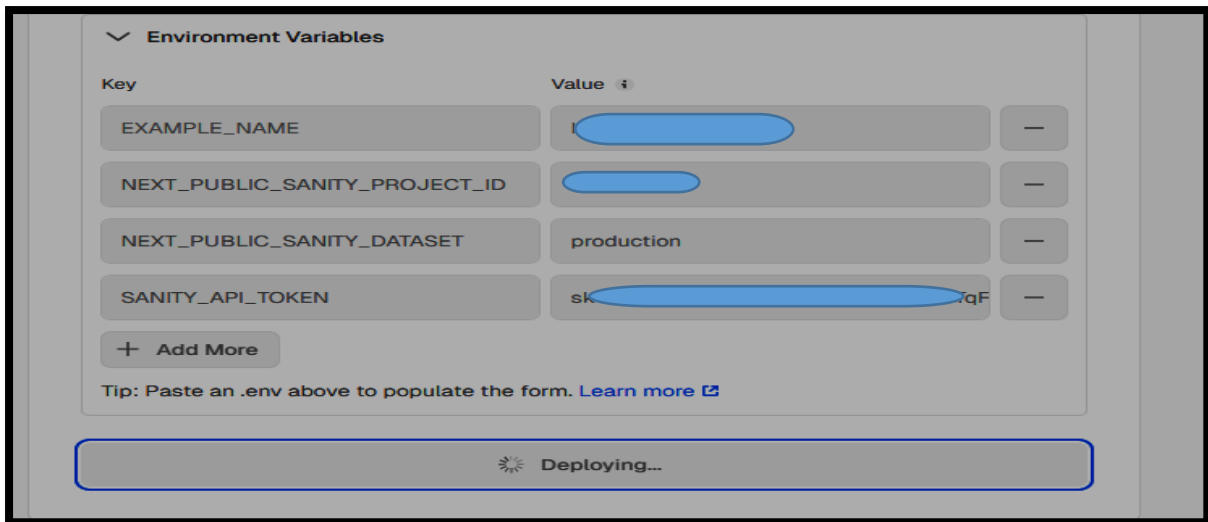 Environment Variables
Key Value i
EXAMPLE_NAME
NEXT_PUBLIC_SANITY_PROJECT_ID
NEXT_PUBLIC_SANITY_DATASET production
SANITY_API_TOKEN sk qF
+ Add More
Tip: Paste an .env above to populate the form. Learn more
Deploying...